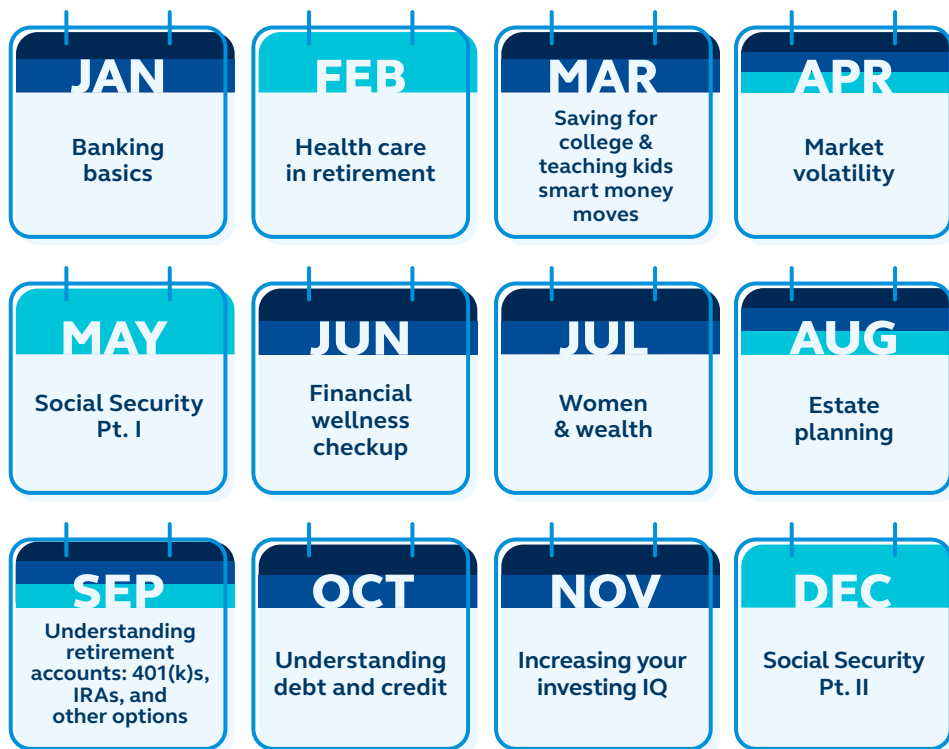 JAN
Banking
basics
FEB
Health care
in retirement
MAR
Saving for
college &
teaching kids
smart money
moves
APR
Market
volatility
MAY
Social Security
Pt. I
JUN
Financial
wellness
checkup
JUL
Women
& wealth
AUG
Estate
planning
SEP
Understanding
retirement
accounts: 401(k)s,
IRAs, and
other options
OCT
Understanding
debt and credit
NOV
Increasing your
investing IQ
DEC
Social Security
Pt. II